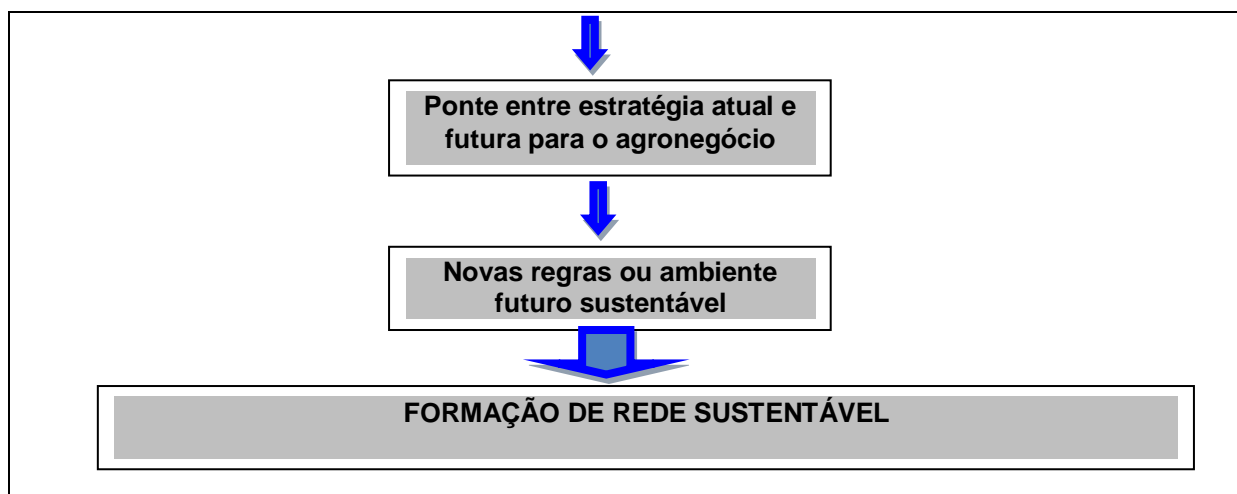 Ponte entre estratégia atual e
futura para o agronegócio
Novas regras ou ambiente
futuro sustentável
FORMAÇÃO DE REDE SUSTENTÁVEL